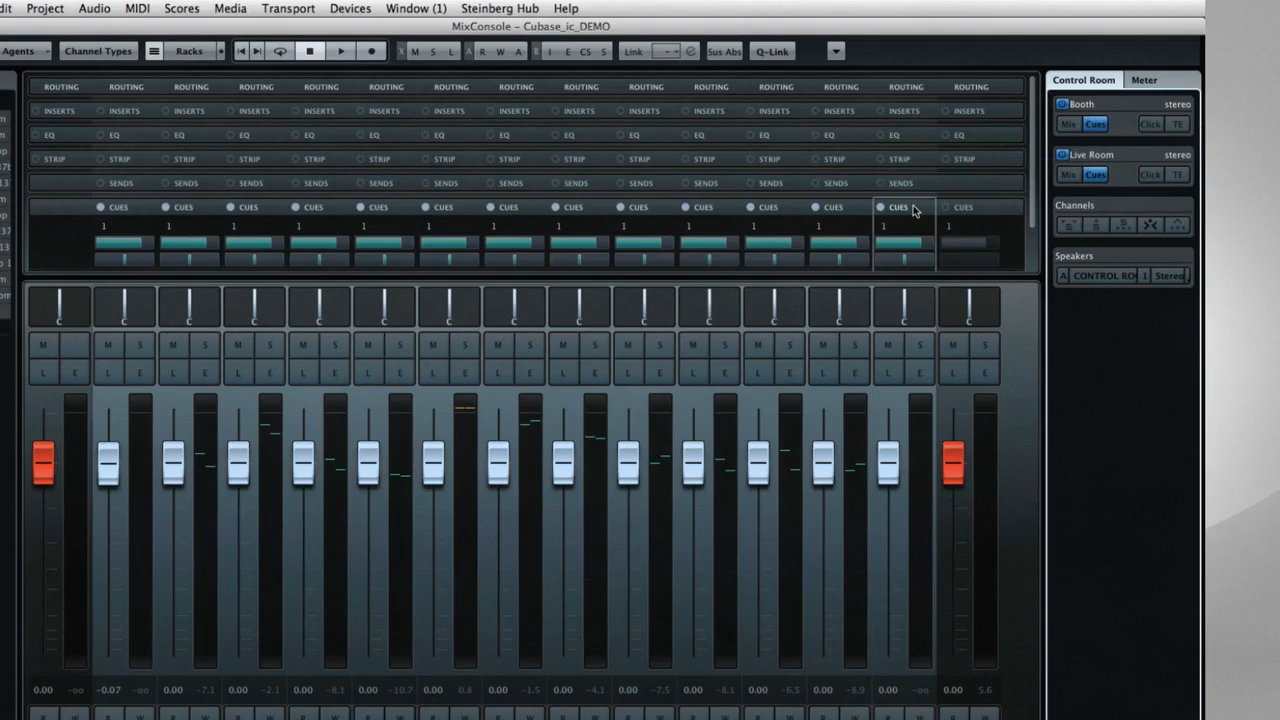 dit Project Audio MIDI Scores Media Transport Devices Window (1) Steinberg Hub Help
MixConsole – Cubase_ic_DEMO
Agents Channel Types Racks X M S L A R W A B I E CS S Link -- Sus Abs Q-Link
ROUTING ROUTING ROUTING ROUTING ROUTING ROUTING ROUTING ROUTING ROUTING ROUTING ROUTING ROUTING ROUTING ROUTING ROUTING
INSERTS INSERTS INSERTS INSERTS INSERTS INSERTS INSERTS INSERTS INSERTS INSERTS INSERTS INSERTS INSERTS INSERTS INSERTS
EQ EQ EQ EQ EQ EQ EQ EQ EQ EQ EQ EQ EQ EQ EQ
STRIP STRIP STRIP STRIP STRIP STRIP STRIP STRIP STRIP STRIP STRIP STRIP STRIP STRIP STRIP
SENDS SENDS SENDS SENDS SENDS SENDS SENDS SENDS SENDS SENDS SENDS SENDS SENDS
CUES CUES CUES CUES CUES CUES CUES CUES CUES CUES CUES CUES CUES CUES
1 1 1 1 1 1 1 1 1 1 1 1 1 1
C C C C C C C C C C C C C C C
M M S M S M S M S M S M S M S M S M S M S M S M S M S M S
L E L E L E L E L E L E L E L E L E L E L E L E L E L E L E
0.00 -oo -0.07 -oo 0.00 -7.1 0.00 -2.1 0.00 -8.1 0.00 -10.7 0.00 0.8 0.00 -1.5 0.00 -4.1 0.00 -7.5 0.00 -8.1 0.00 -6.5 0.00 -8.9 0.00 -oo 0.00 5.6
Control Room Meter
Booth stereo
Mix Cues Click TE
Live Room stereo
Mix Cues Click TE
Channels
Speakers
A CONTROL RO 1 Stereo